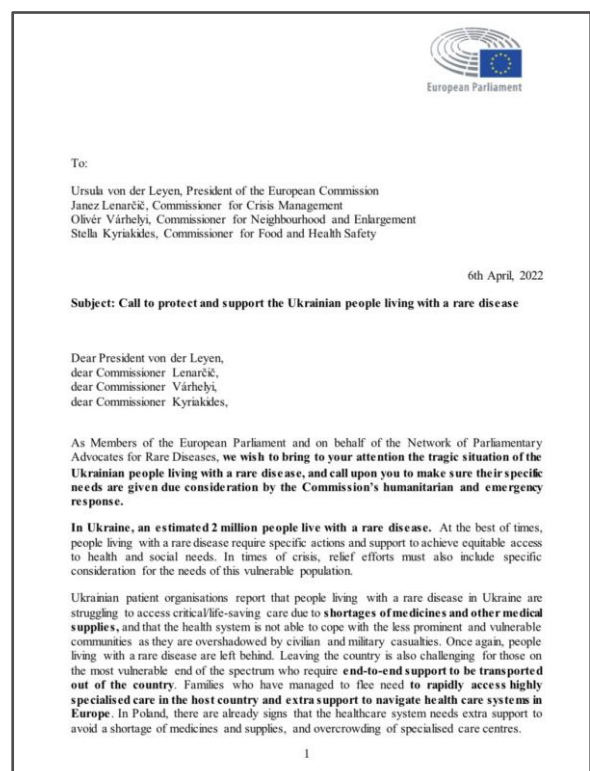 European Parliament
To:
Ursula von der Leyen, President of the European Commission
Janez Lenarčič, Commissioner for Crisis Management
Olivér Várhelyi, Commissioner for Neighbourhood and Enlargement
Stella Kyriakides, Commissioner for Food and Health Safety
6th April, 2022
Subject: Call to protect and support the Ukrainian people living with a rare disease
Dear President von der Leyen,
dear Commissioner Lenarčič,
dear Commissioner Várhelyi,
dear Commissioner Kyriakides,
As Members of the European Parliament and on behalf of the Network of Parliamentary
Advocates for Rare Diseases, we wish to bring to your attention the tragic situation of the
Ukrainian people living with a rare disease, and call upon you to make sure their specific
needs are given due consideration by the Commission's humanitarian and emergency
response.
In Ukraine, an estimated 2 million people live with a rare disease. At the best of times,
people living with a rare disease require specific actions and support to achieve equitable access
to health and social needs. In times of crisis, relief efforts must also include specific
consideration for the needs of this vulnerable population.
Ukrainian patient organisations report that people living with a rare disease in Ukraine are
struggling to access critical/life-saving care due to shortages of medicines and other medical
supplies, and that the health system is not able to cope with the less prominent and vulnerable
communities as they are overshadowed by civilian and military casualties. Once again, people
living with a rare disease are left behind. Leaving the country is also challenging for those on
the most vulnerable end of the spectrum who require end-to-end support to be transported
out of the country. Families who have managed to flee need to rapidly access highly
specialised care in the host country and extra support to navigate health care systems in
Europe. In Poland, there are already signs that the healthcare system needs extra support to
avoid a shortage of medicines and supplies, and overcrowding of specialised care centres.
1